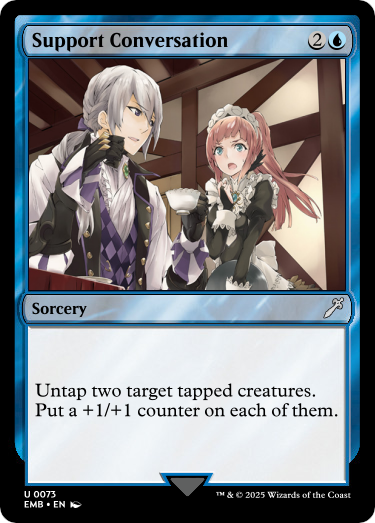 Support Conversation 2
Sorcery
Untap two target tapped creatures.
Put a +1/+1 counter on each of them.
U 0073
EMB • EN
™ & © 2025 Wizards of the Coast